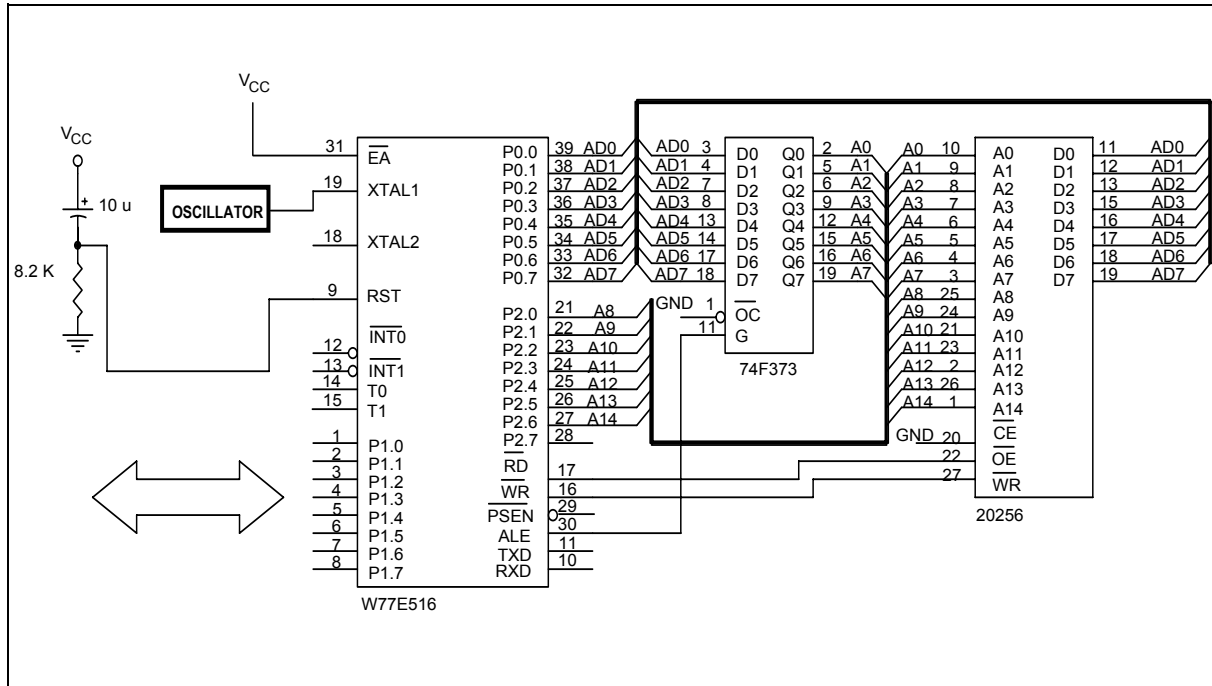 VCC
VCC
10 u
8.2 K
OSCILLATOR
31 EA P0.0 39 AD0 AD0 3 D0 Q0 2 A0 A0 10 A0 D0 11 AD0
P0.1 38 AD1 AD1 4 D1 Q1 5 A1 A1 9 A1 D1 12 AD1
19 XTAL1 P0.2 37 AD2 AD2 7 D2 Q2 6 A2 A2 8 A2 D2 13 AD2
P0.3 36 AD3 AD3 8 D3 Q3 9 A3 A3 7 A3 D3 15 AD3
P0.4 35 AD4 AD4 13 D4 Q4 12 A4 A4 6 A4 D4 16 AD4
18 XTAL2 P0.5 34 AD5 AD5 14 D5 Q5 15 A5 A5 5 A5 D5 17 AD5
P0.6 33 AD6 AD6 17 D6 Q6 16 A6 A6 4 A6 D6 18 AD6
P0.7 32 AD7 AD7 18 D7 Q7 19 A7 A7 3 A7 D7 19 AD7
9 RST A8 25 A8
P2.0 21 A8 GND 1 OC A9 24 A9
12 INT0 P2.1 22 A9 11 G A10 21 A10
P2.2 23 A10 A11 23 A11
13 INT1 P2.3 24 A11 74F373 A12 2 A12
14 T0 P2.4 25 A12 A13 26 A13
15 T1 P2.5 26 A13 A14 1 A14
P2.6 27 A14
1 P1.0 P2.7 28 GND 20 CE
2 P1.1 RD 17 22 OE
3 P1.2 WR 16 27 WR
4 P1.3 PSEN 29 20256
5 P1.4 ALE 30
6 P1.5 TXD 11
7 P1.6 RXD 10
8 P1.7
W77E516